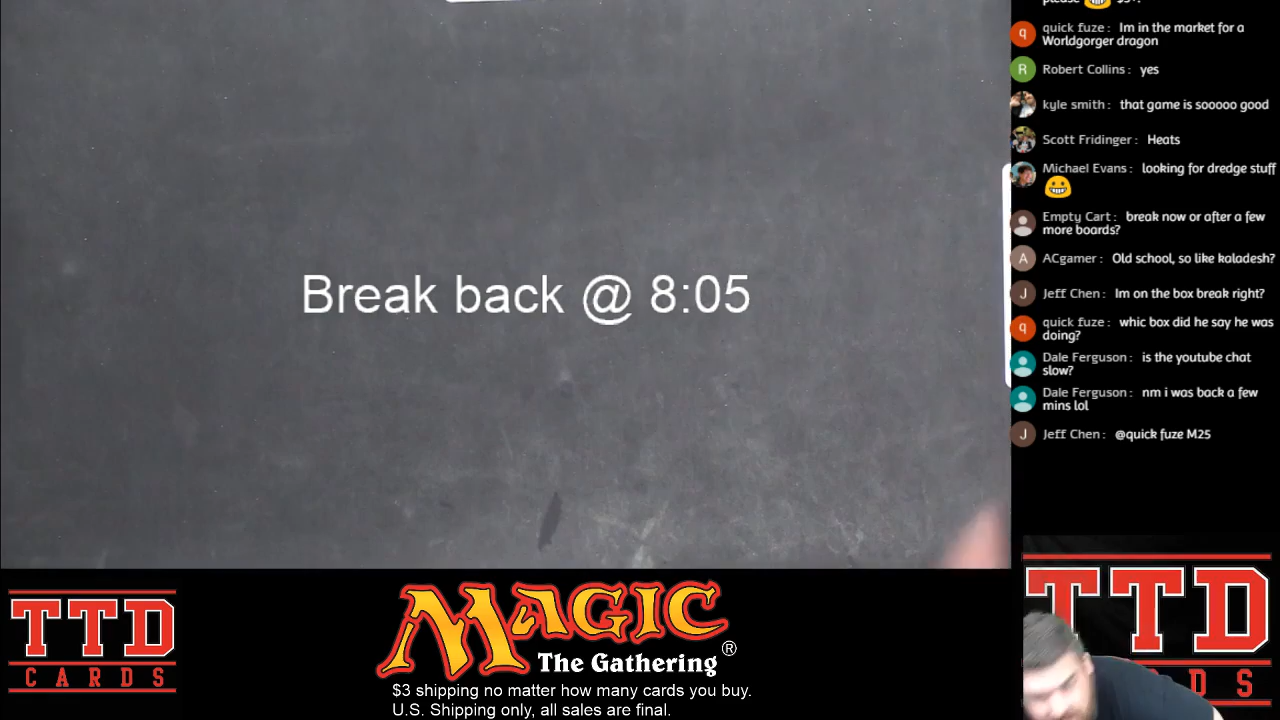 please 😁 $5+?
quick fuze : Im in the market for a
Worldgorger dragon
Robert Collins : yes
kyle smith : that game is sooooo good
Scott Fridinger : Heats
Michael Evans : looking for dredge stuff
😁
Empty Cart : break now or after a few
more boards?
ACgamer : Old school, so like kaladesh?
Jeff Chen : Im on the box break right?
quick fuze : whic box did he say he was
doing?
Dale Ferguson : is the youtube chat
slow?
Dale Ferguson : nm i was back a few
mins lol
Jeff Chen : @quick fuze M25
Break back @ 8:05
TTD
CARDS
MAGIC
The Gathering®
$3 shipping no matter how many cards you buy.
U.S. Shipping only, all sales are final.
TTD
DS